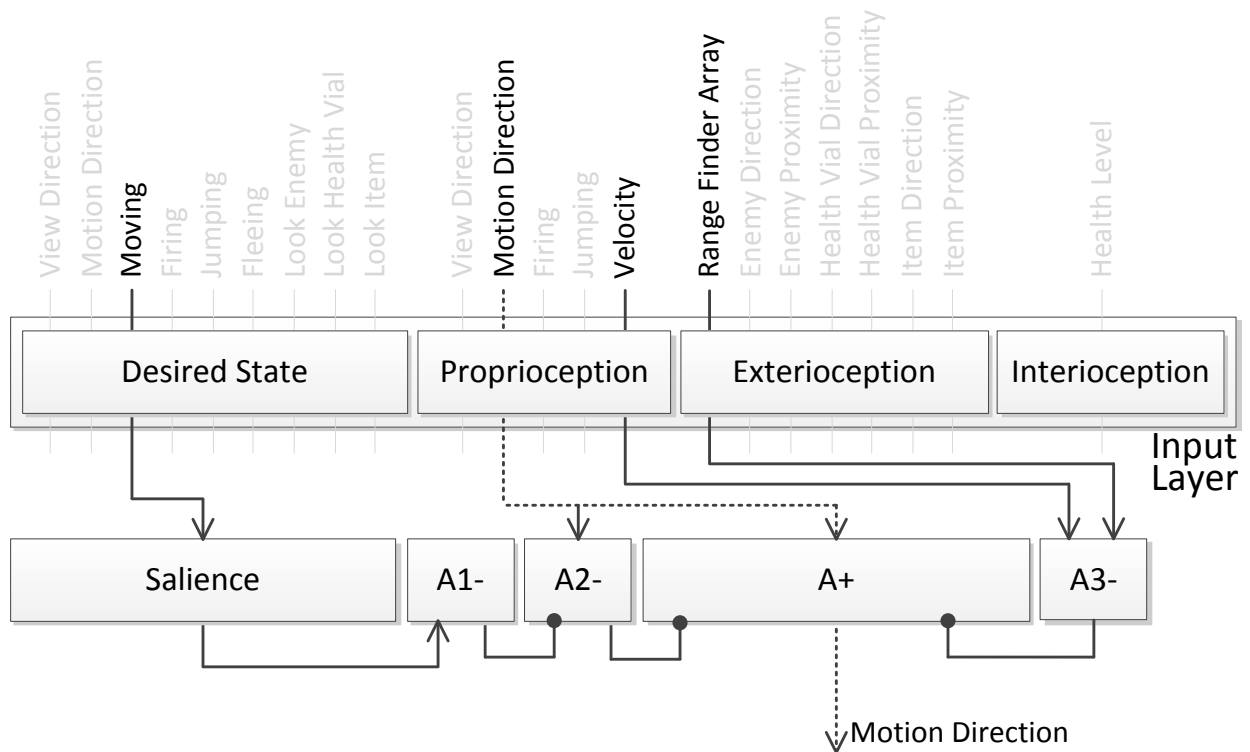 View Direction
Motion Direction
Moving
Firing
Jumping
Fleeing
Look Enemy
Look Health Vial
Look Item
View Direction
Motion Direction
Firing
Jumping
Velocity
Range Finder Array
Enemy Direction
Enemy Proximity
Health Vial Direction
Health Vial Proximity
Item Direction
Item Proximity
Health Level
Desired State
Proprioception
Exterioception
Interioception
Input
Layer
Salience
A1-
A2-
A+
A3-
Motion Direction